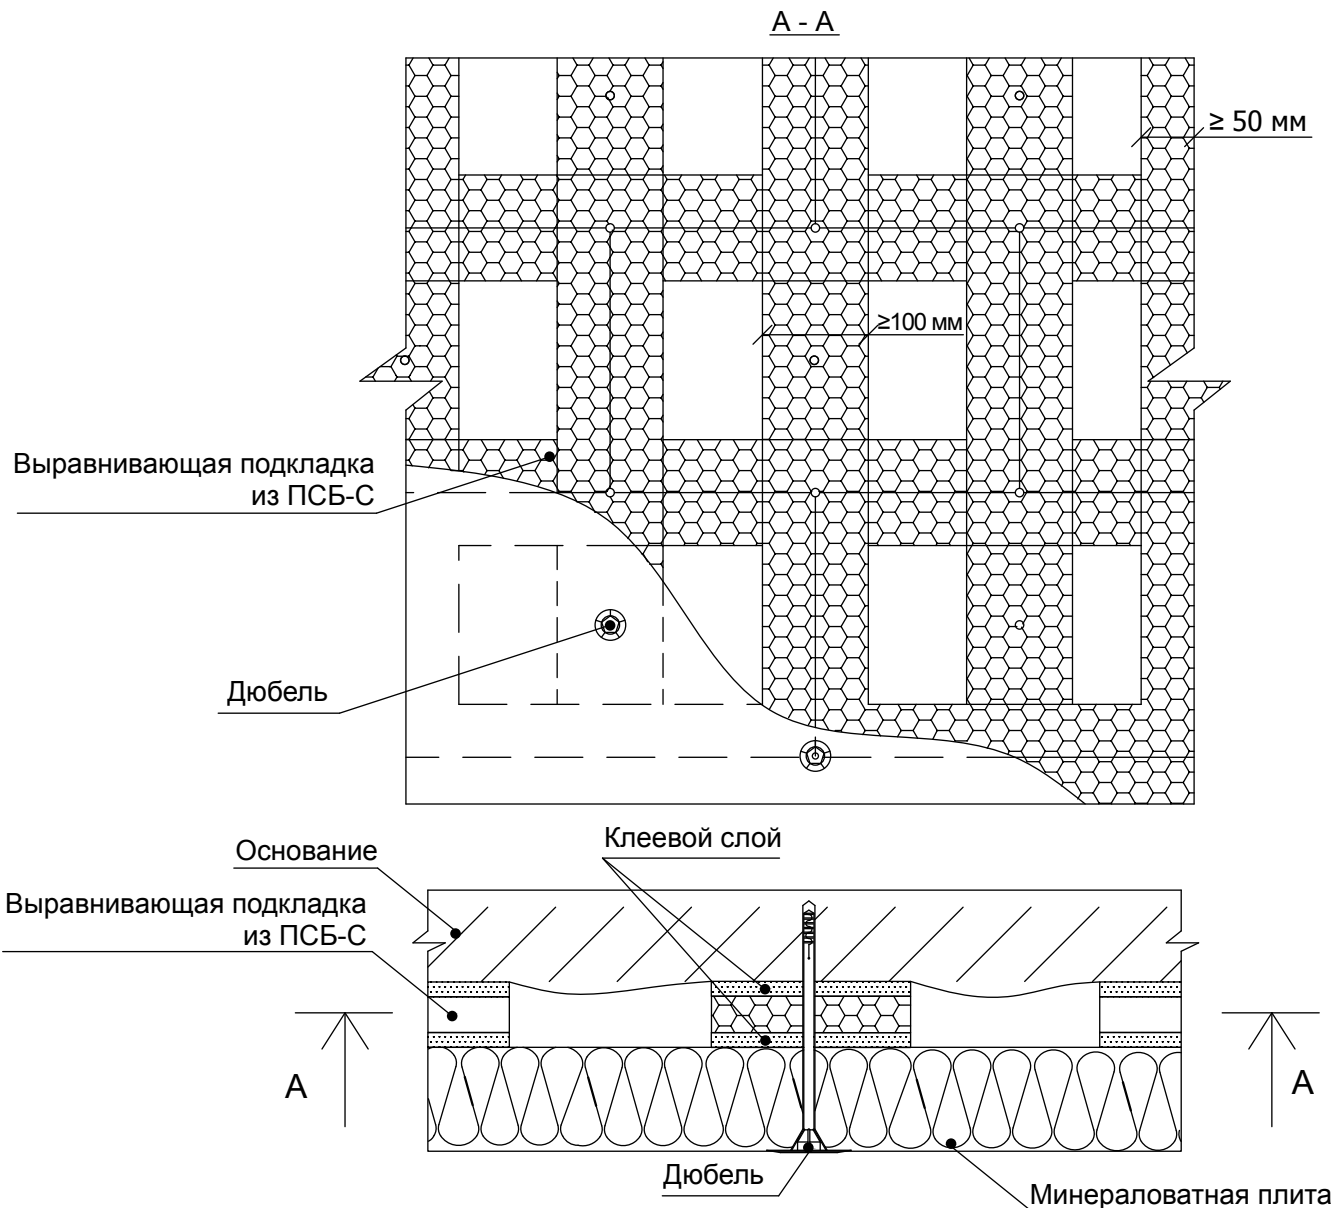 А - А
≥ 50 мм
≥100 мм
Выравнивающая подкладка
из ПСБ-С
Дюбель
Клеевой слой
Основание
Выравнивающая подкладка
из ПСБ-С
А
А
Дюбель
Минераловатная плита